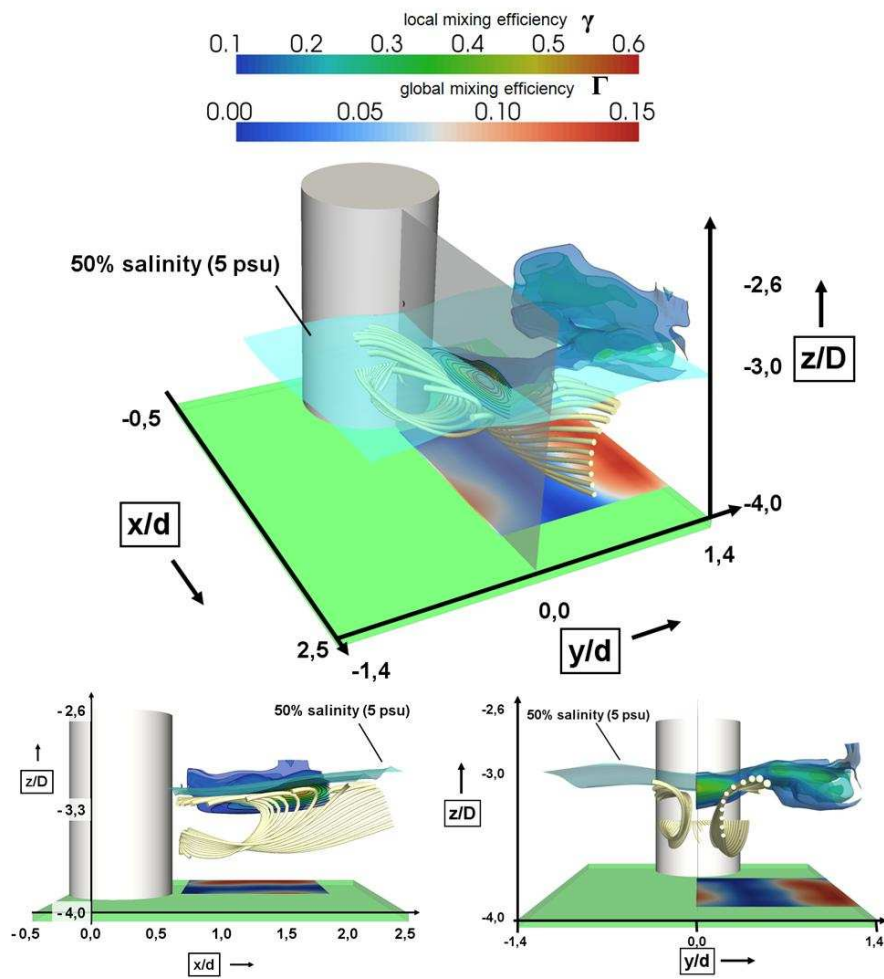 local mixing efficiency γ
0.1 0.2 0.3 0.4 0.5 0.6
global mixing efficiency Γ
0.00 0.05 0.10 0.15
50% salinity (5 psu)
-2,6
-3,0
z/D
-4,0
-0,5
x/d
2,5
-1,4
0,0
1,4
y/d
50% salinity (5 psu)
- 2,6
z/D
- 3,3
- 4,0
- 0,5 0,0 0,5 1,0 1,5 2,0 2,5
x/d
50% salinity (5 psu)
-2,6
-3,0
z/D
-4,0
-1,4 0,0 1,4
y/d